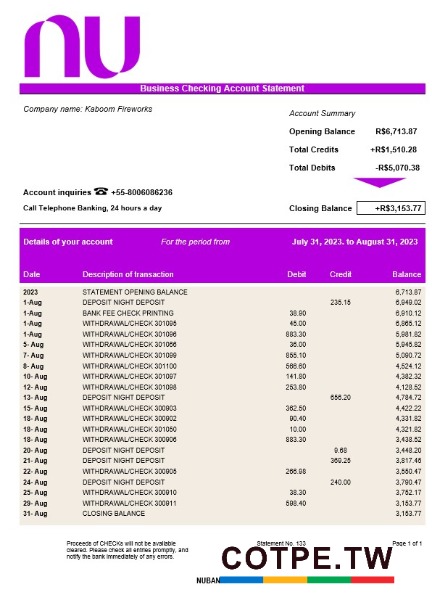 nu
Business Checking Account Statement
Company name: Kaboom Fireworks
Account Summary
Opening Balance R$6,713.87
Total Credits +R$1,510.28
Total Debits -R$5,070.38
Account inquiries ☎ +55-8006086236
Call Telephone Banking, 24 hours a day
Closing Balance +R$3,153.77
Details of your account For the period from July 31, 2023. to August 31, 2023
Date Description of transaction Debit Credit Balance
2023 STATEMENT OPENING BALANCE 6,713.87
1-Aug DEPOSIT NIGHT DEPOSIT 235.15 6,949.02
1-Aug BANK FEE CHECK PRINTING 38.90 6,910.12
1-Aug WITHDRAWAL/CHECK 301095 45.00 6,865.12
1-Aug WITHDRAWAL/CHECK 301096 883.30 5,981.82
5- Aug WITHDRAWAL/CHECK 301066 36.00 5,945.82
7- Aug WITHDRAWAL/CHECK 301099 855.10 5,090.72
8- Aug WITHDRAWAL/CHECK 301100 566.60 4,524.12
10- Aug WITHDRAWAL/CHECK 301097 141.80 4,382.32
12- Aug WITHDRAWAL/CHECK 301098 253.80 4,128.52
13- Aug DEPOSIT NIGHT DEPOSIT 656.20 4,784.72
15- Aug WITHDRAWAL/CHECK 300903 362.50 4,422.22
18- Aug WITHDRAWAL/CHECK 300902 90.40 4,331.82
18- Aug WITHDRAWAL/CHECK 301050 10.00 4,321.82
18- Aug WITHDRAWAL/CHECK 300906 883.30 3,438.52
20- Aug DEPOSIT NIGHT DEPOSIT 9.68 3,448.20
21- Aug DEPOSIT NIGHT DEPOSIT 369.25 3,817.45
22- Aug WITHDRAWAL/CHECK 300905 266.98 3,550.47
24- Aug DEPOSIT NIGHT DEPOSIT 240.00 3,790.47
25- Aug WITHDRAWAL/CHECK 300910 38.30 3,752.17
29- Aug WITHDRAWAL/CHECK 300911 598.40 3,153.77
31- Aug CLOSING BALANCE 3,153.77
Proceeds of CHECKs will not be available
cleared. Please check all entries promptly, and
notify the bank immediately of any errors.
Statement No. 133
Page 1 of 1
COTPE.TW
NUBAN